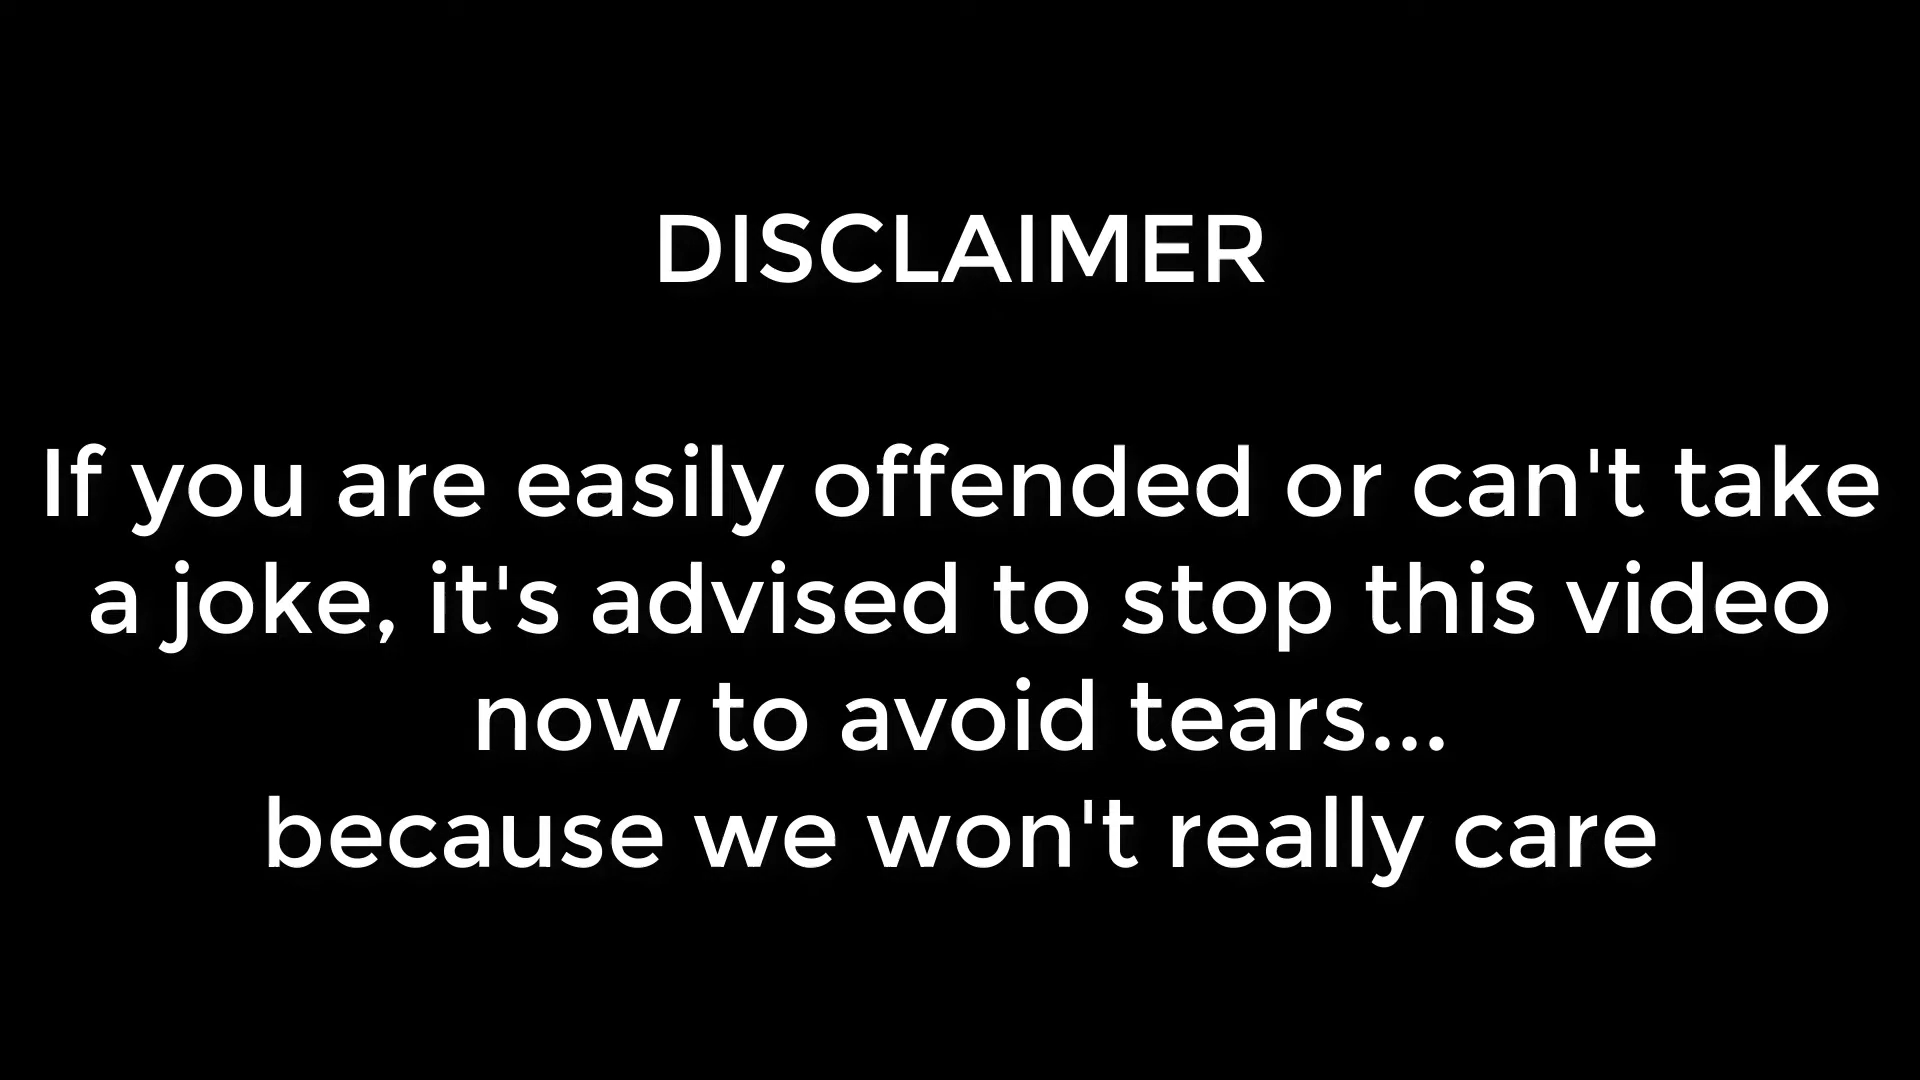 DISCLAIMER
If you are easily offended or can't take
a joke, it's advised to stop this video
now to avoid tears...
because we won't really care